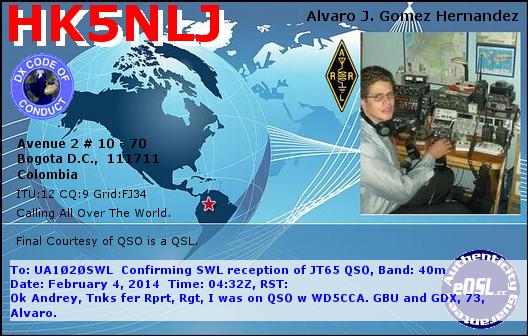 HK5NLJ
Alvaro J. Gomez Hernandez
DX CODE OF
CONDUCT
A
R R
L
Avenue 2 # 10 - 70
Bogota D.C., 111711
Colombia
ITU:12 CQ:9 Grid:FJ34
Calling All Over The World.
Final Courtesy of QSO is a QSL.
To: UA1Ø2ØSWL Confirming SWL reception of JT65 QSO, Band: 40m
Date: February 4, 2014 Time: 04:32Z, RST:
Ok Andrey, Tnks fer Rprt, Rgt, I was on QSO w WD5CCA. GBU and GDX, 73,
Alvaro.
Authenticity
eQSL.cc
Guaranteed